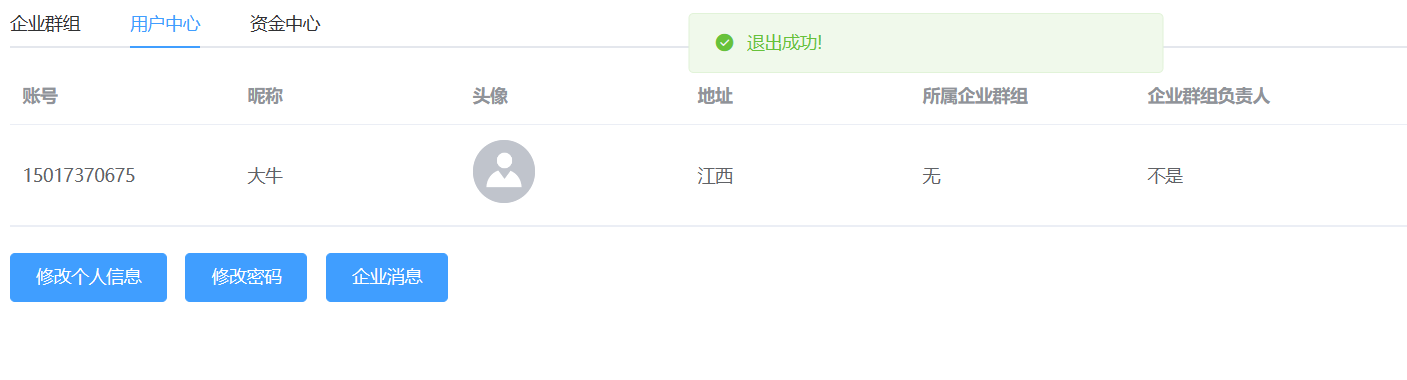 企业群组 用户中心 资金中心
退出成功!
账号 昵称 头像 地址 所属企业群组 企业群组负责人
15017370675 大牛 江西 无 不是
修改个人信息 修改密码 企业消息